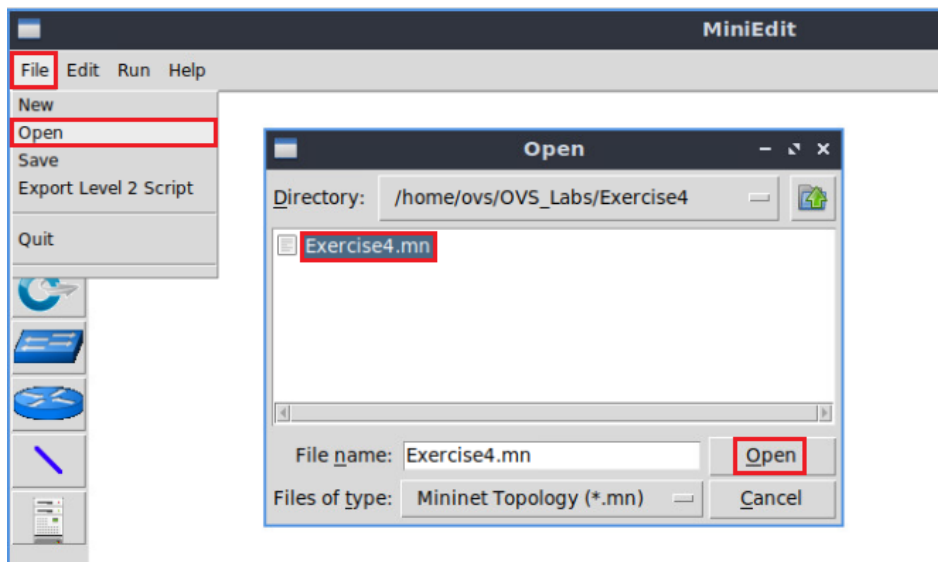 MiniEdit
File Edit Run Help
New
Open
Save
Export Level 2 Script
Quit
Open
Directory: /home/ovs/OVS_Labs/Exercise4
Exercise4.mn
File name: Exercise4.mn
Open
Files of type: Mininet Topology (*.mn)
Cancel